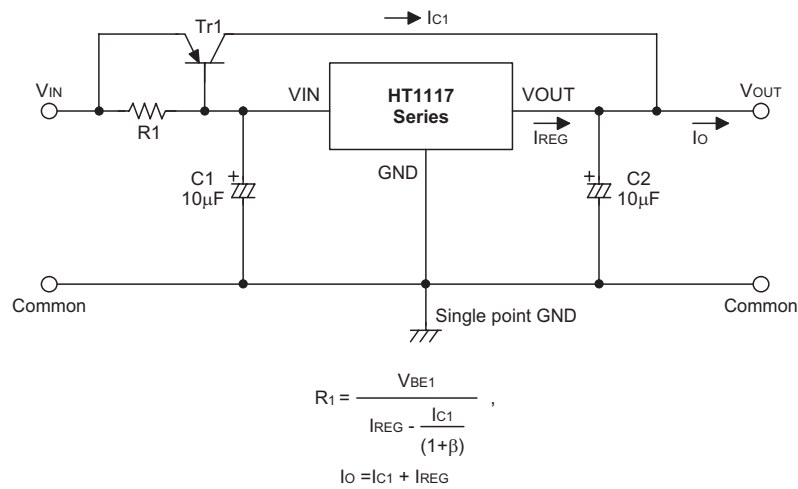 Tr1
IC1
VIN
R1
VIN
HT1117
Series
VOUT
IREG
VOUT
IO
GND
C1
10μF
C2
10μF
Common
Common
Single point GND
R1 = VBE1 / (IREG - IC1 / (1+β)) ,
IO =IC1 + IREG